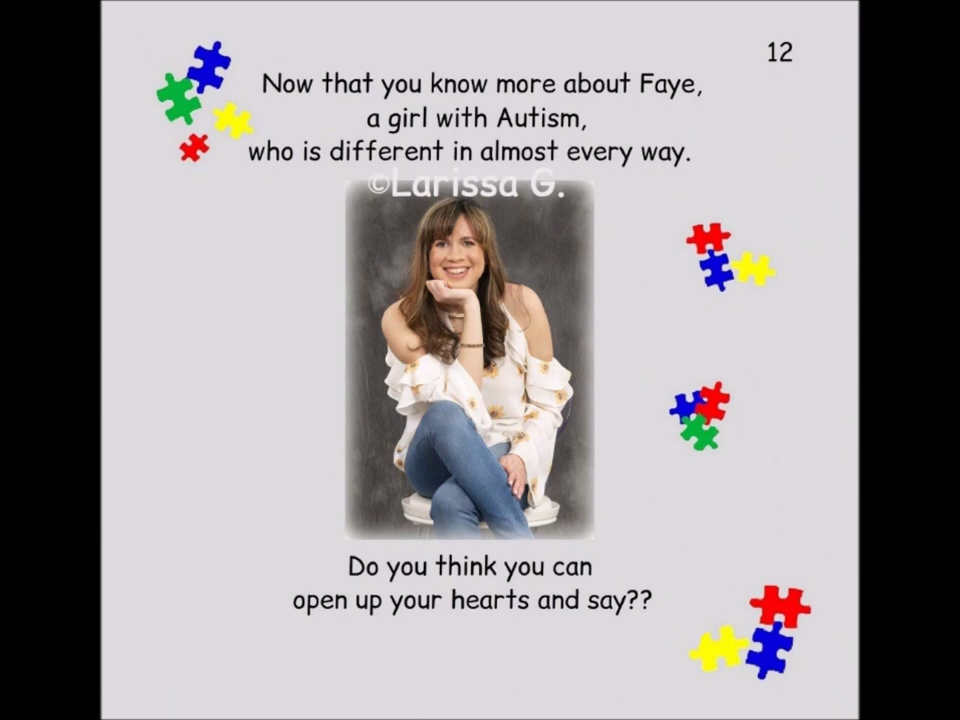 12
Now that you know more about Faye,
a girl with Autism,
who is different in almost every way.
©Larissa G.
Do you think you can
open up your hearts and say??